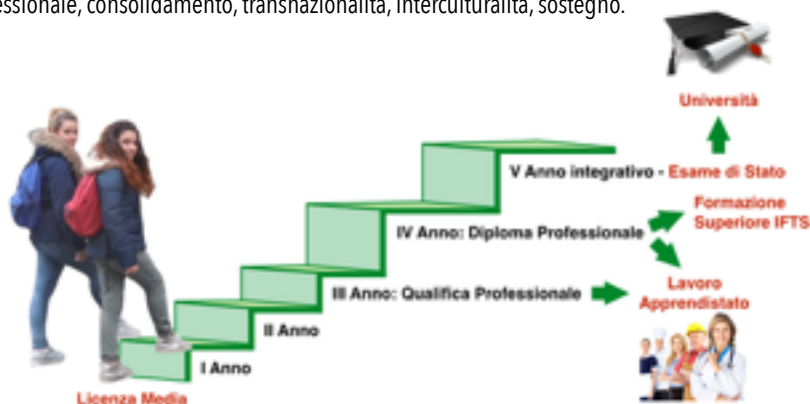 consolidamento, transnazionalità, interculturalità, sostegno.
Università
V Anno integrativo - Esame di Stato
Formazione
Superiore IFTS
IV Anno: Diploma Professionale
Lavoro
Apprendistato
III Anno: Qualifica Professionale
II Anno
I Anno
Licenza Media